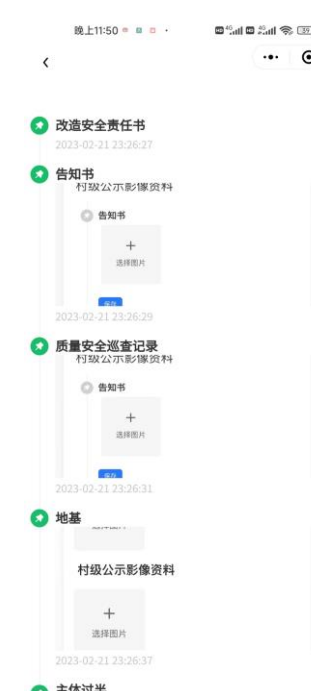 晚上11:50
改造安全责任书
2023-02-21 23:26:27
告知书
村级公示影像资料
告知书
+
选择图片
保存
2023-02-21 23:26:29
质量安全巡查记录
村级公示影像资料
告知书
+
选择图片
保存
2023-02-21 23:26:31
地基
村级公示影像资料
+
选择图片
2023-02-21 23:26:37
主体过半